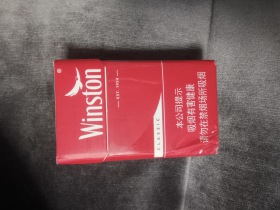 Winston
EST. 1954
CLASSIC
本公司提示
吸烟有害健康
请勿在禁烟场所吸烟